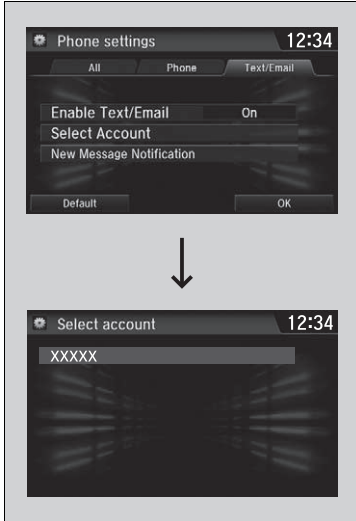 Phone settings 12:34
All Phone Text/Email
Enable Text/Email On
Select Account
New Message Notification
Default OK
Select account 12:34
XXXXX